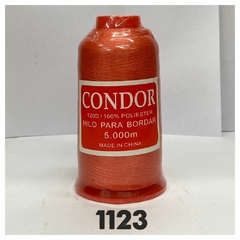 CONDOR
120D / 100% POLIESTER
HILO PARA BORDAR
5.000m
MADE IN CHINA
1123